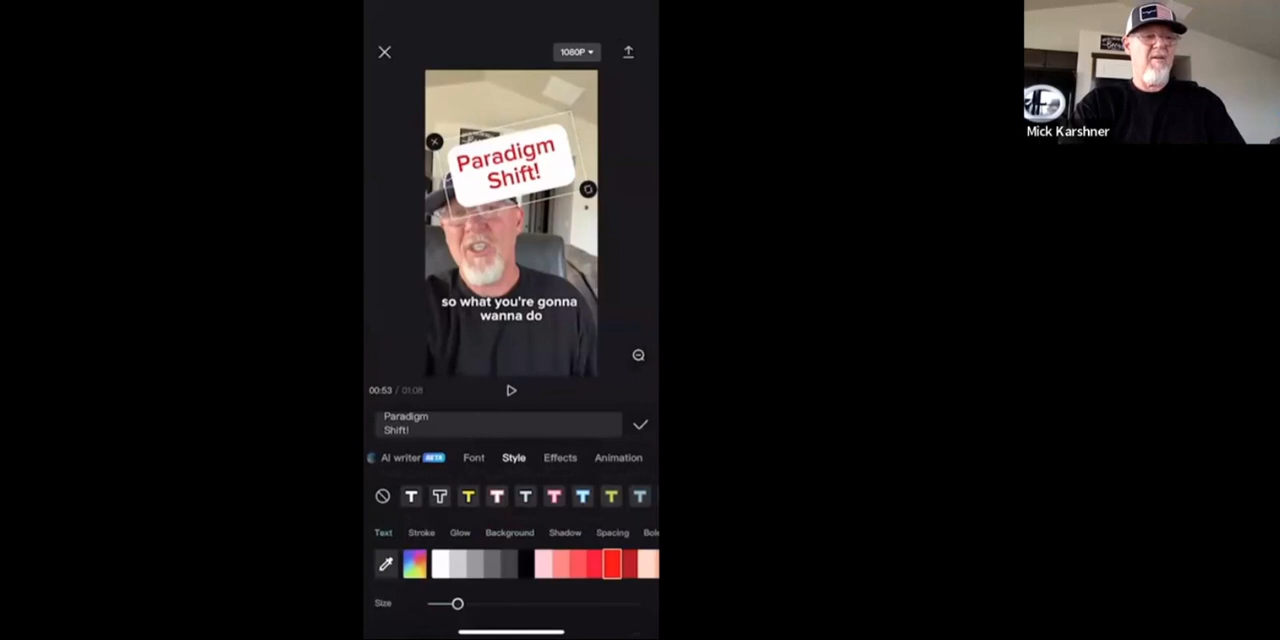 1080P
Paradigm
Shift!
so what you're gonna
wanna do
00:53 / 01:08
Paradigm
Shift!
AI writer BETA Font Style Effects Animation
T T T T T T T T T
Text Stroke Glow Background Shadow Spacing Bol
Size
Mick Karshner